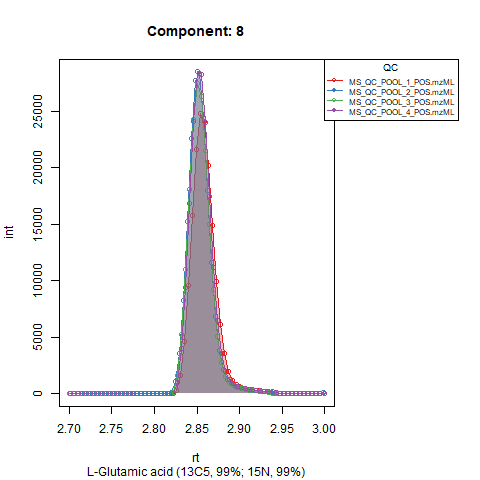 Component: 8
QC
MS_QC_POOL_1_POS.mzML
MS_QC_POOL_2_POS.mzML
MS_QC_POOL_3_POS.mzML
MS_QC_POOL_4_POS.mzML
int
25000
20000
15000
10000
5000
0
2.70 2.75 2.80 2.85 2.90 2.95 3.00
rt
L-Glutamic acid (13C5, 99%; 15N, 99%)